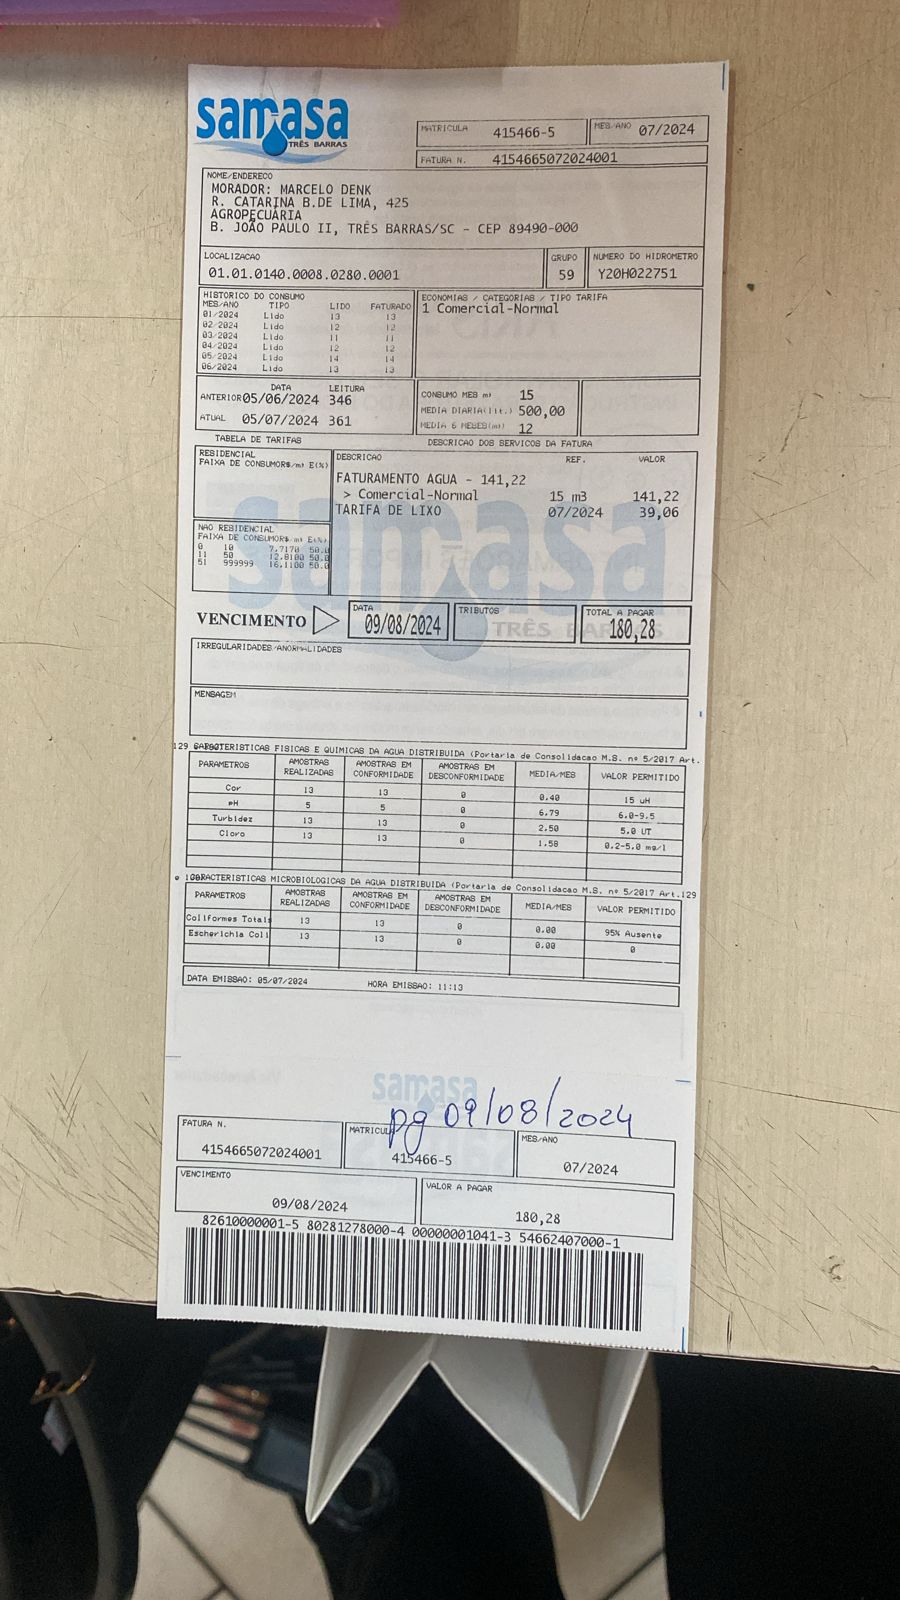 samasa
TRÊS BARRAS
MATRICULA 415466-5 MES/ANO 07/2024
FATURA N. 4154665072024001
NOME/ENDERECO
MORADOR: MARCELO DENK
R. CATARINA B.DE LIMA, 425
AGROPECUÁRIA
B. JOÃO PAULO II, TRÊS BARRAS/SC - CEP 89490-000
LOCALIZACAO GRUPO NUMERO DO HIDROMETRO
01.01.0140.0008.0280.0001 59 Y20H022751
HISTORICO DO CONSUMO ECONOMIAS / CATEGORIAS / TIPO TARIFA
MES/ANO TIPO LIDO FATURADO 1 Comercial-Normal
01/2024 Lido 13 13
02/2024 Lido 12 12
03/2024 Lido 11 11
04/2024 Lido 12 12
05/2024 Lido 14 14
06/2024 Lido 13 13
DATA LEITURA CONSUMO MES m³ 15
ANTERIOR 05/06/2024 346 MEDIA DIARIA(lit.) 500,00
ATUAL 05/07/2024 361 MEDIA 6 MESES(m³) 12
TABELA DE TARIFAS DESCRICAO DOS SERVICOS DA FATURA
RESIDENCIAL DESCRICAO REF. VALOR
FAIXA DE CONSUMOR$/m³ E(%)
FATURAMENTO AGUA - 141,22
> Comercial-Normal 15 m3 141,22
TARIFA DE LIXO 07/2024 39,06
NAO RESIDENCIAL
FAIXA DE CONSUMOR$/m³ E(%)
0 10 7,7170 50.0
11 50 12,8100 50.0
51 999999 16,1100 50.0
samasa
TRÊS BARRAS
VENCIMENTO DATA 09/08/2024 TRIBUTOS TOTAL A PAGAR 180,28
IRREGULARIDADES/ANORMALIDADES
MENSAGEM
CARACTERISTICAS FISICAS E QUIMICAS DA AGUA DISTRIBUIDA (Portaria de Consolidacao M.S. nº 5/2017 Art.
PARAMETROS AMOSTRAS REALIZADAS AMOSTRAS EM CONFORMIDADE AMOSTRAS EM DESCONFORMIDADE MEDIA/MES VALOR PERMITIDO
Cor 13 13 0 0.40 15 uH
pH 5 5 0 6.79 6.0-9.5
Turbidez 13 13 0 2.50 5.0 UT
Cloro 13 13 0 1.58 0.2-5.0 mg/l
CARACTERISTICAS MICROBIOLOGICAS DA AGUA DISTRIBUIDA (Portaria de Consolidacao M.S. nº 5/2017 Art.129
PARAMETROS AMOSTRAS REALIZADAS AMOSTRAS EM CONFORMIDADE AMOSTRAS EM DESCONFORMIDADE MEDIA/MES VALOR PERMITIDO
Coliformes Totais 13 13 0 0.00 95% Ausente
Escherichia Coli 13 13 0 0.00 0
DATA EMISSAO: 05/07/2024 HORA EMISSAO: 11:13
samasa
pg 09/08/2024
FATURA N. MATRICULA MES/ANO
4154665072024001 415466-5 07/2024
VENCIMENTO VALOR A PAGAR
09/08/2024 180,28
82610000001-5 80281278000-4 00000001041-3 54662407000-1